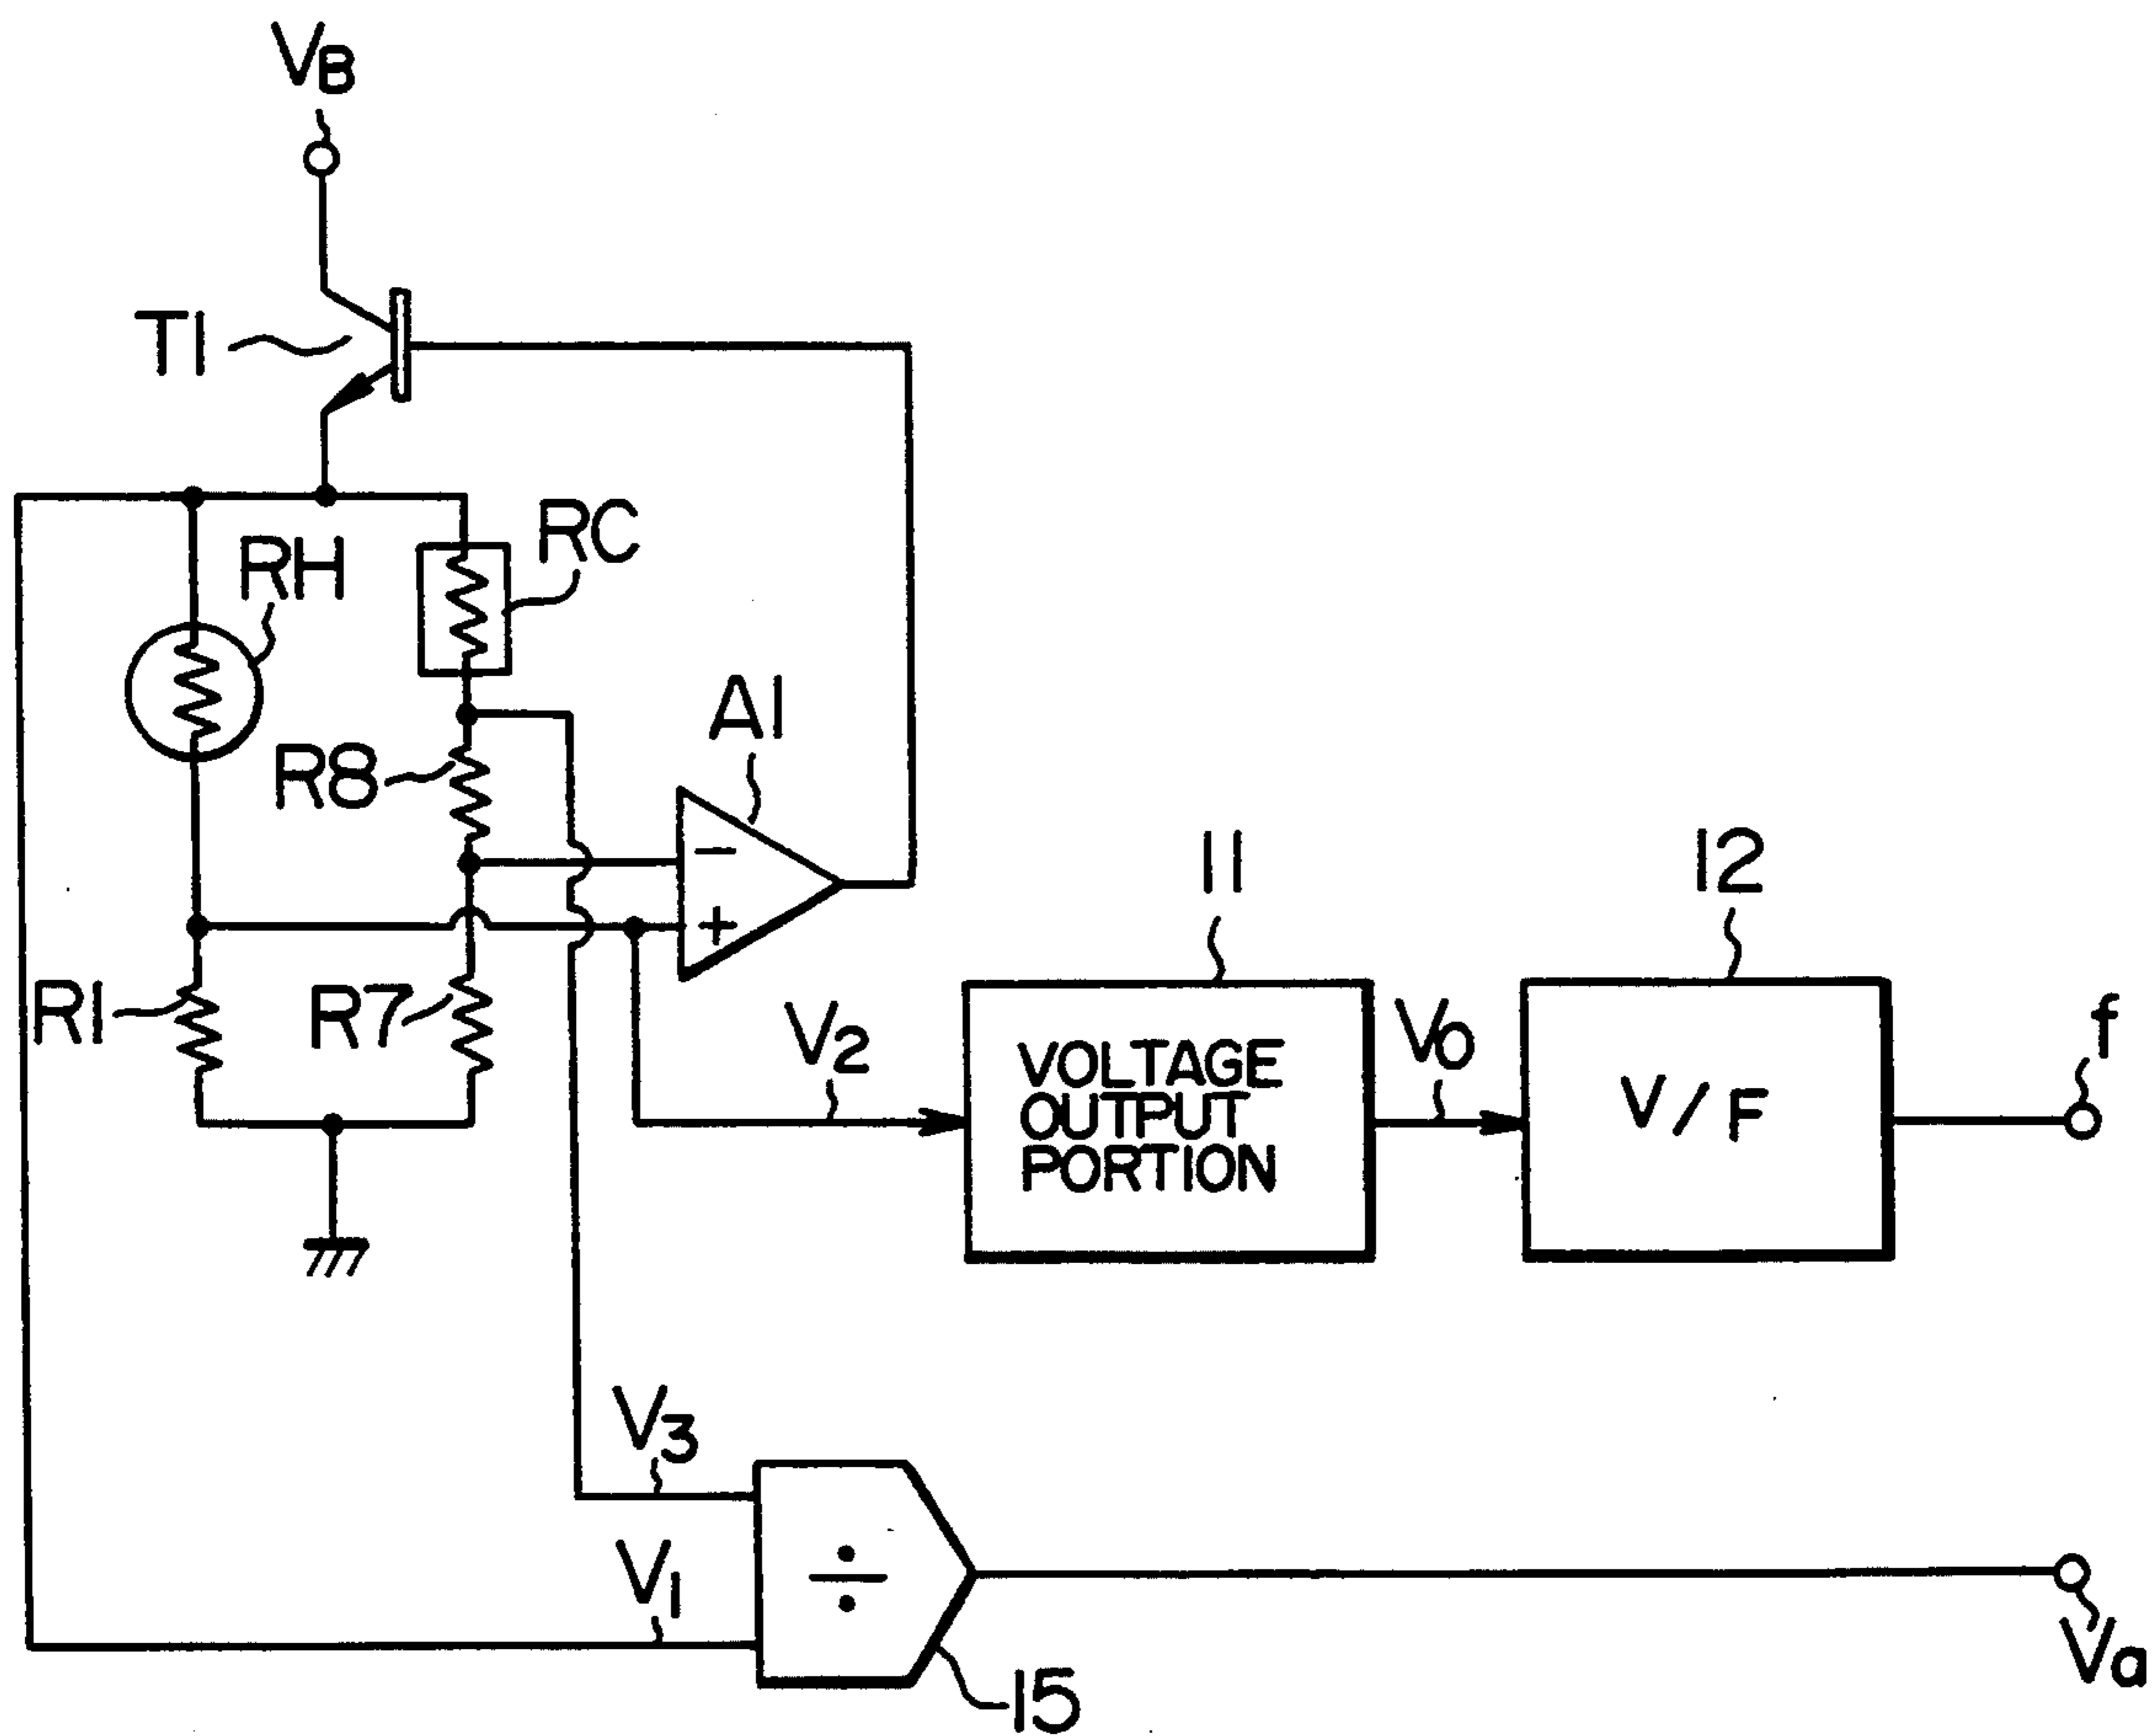 VB
T1
RH
RC
R8
A1
−
+
R1
R7
11
12
V2
VOLTAGE
OUTPUT
PORTION
V0
V/F
f
V3
V1
÷
15
Va